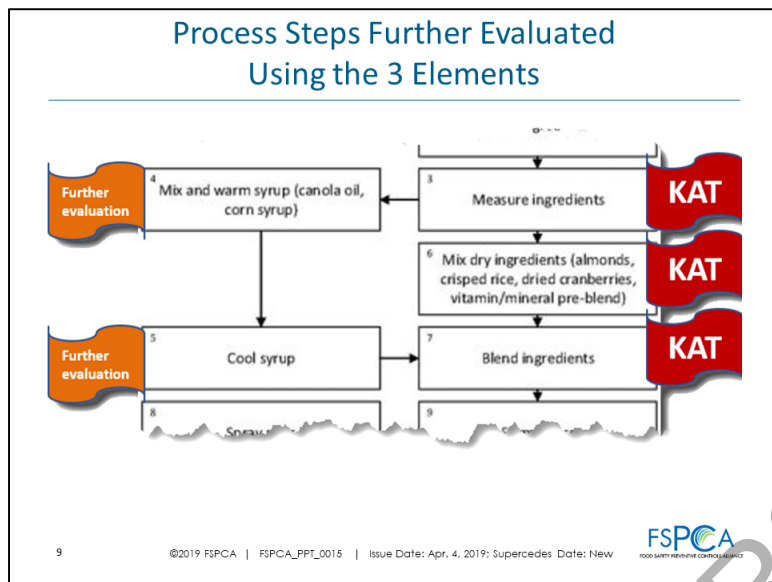 Process Steps Further Evaluated
Using the 3 Elements
Further
evaluation
4
Mix and warm syrup (canola oil,
corn syrup)
3
Measure ingredients
KAT
6
Mix dry ingredients (almonds,
crisped rice, dried cranberries,
vitamin/mineral pre-blend)
KAT
Further
evaluation
5
Cool syrup
7
Blend ingredients
KAT
8
Spray
9
9
©2019 FSPCA | FSPCA_PPT_0015 | Issue Date: Apr. 4, 2019; Supercedes Date: New
FSPCA
FOOD SAFETY PREVENTIVE CONTROLS ALLIANCE